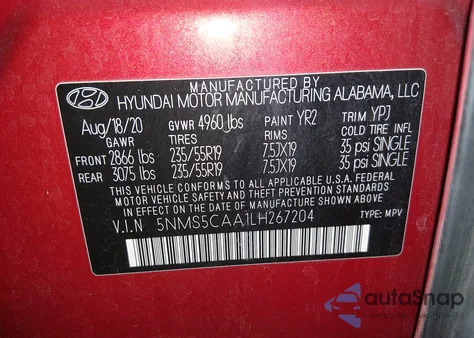 MANUFACTURED BY
HYUNDAI MOTOR MANUFACTURING ALABAMA, LLC
Aug/18/20 GVWR 4960 lbs PAINT YR2 TRIM YPJ
GAWR TIRES RIMS COLD TIRE INFLATION
FRONT 2866 lbs 235/55R19 7.5JX19 35 psi SINGLE
REAR 3075 lbs 235/55R19 7.5JX19 35 psi SINGLE
THIS VEHICLE CONFORMS TO ALL APPLICABLE U.S.A. FEDERAL
MOTOR VEHICLE SAFETY AND THEFT PREVENTION STANDARDS
IN EFFECT ON THE DATE OF MANUFACTURE SHOWN ABOVE.
V.I.N 5NMS5CAA1LH267204 TYPE: MPV
autoSnap